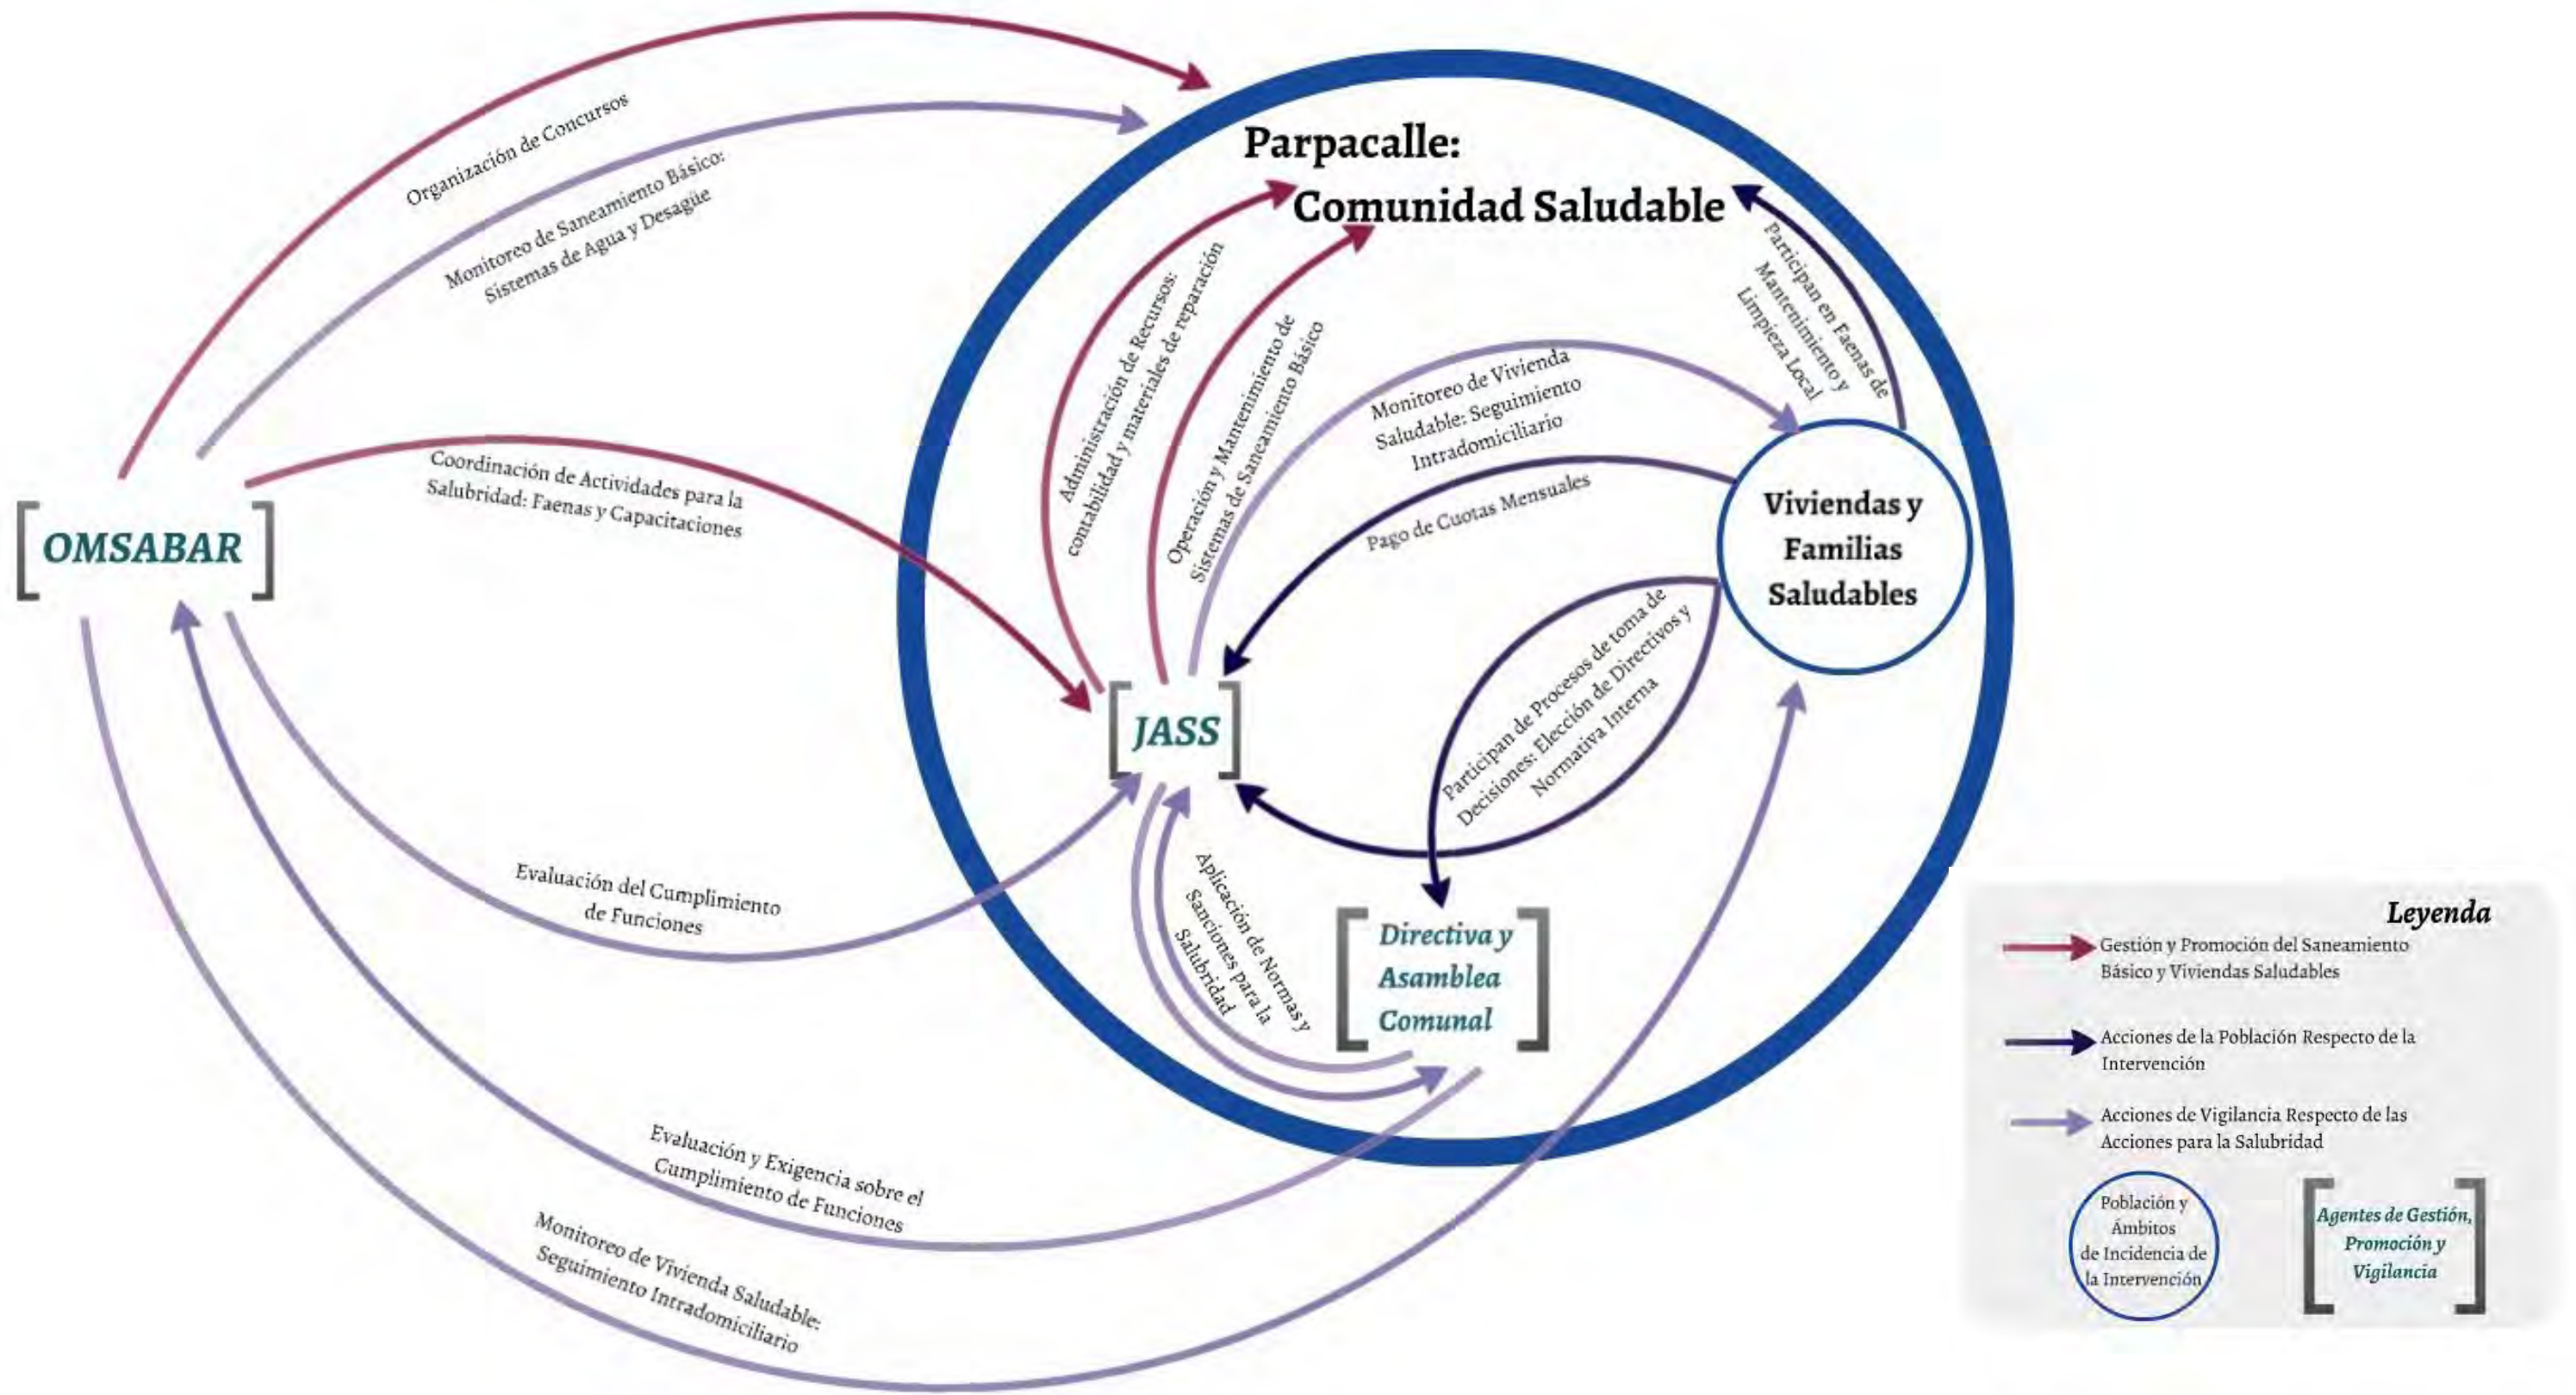 Organización de Concursos
Monitoreo de Saneamiento Básico:
Sistemas de Agua y Desagüe
Parpacalle:
Comunidad Saludable
Participan en Faenas de
Mantenimiento y
Limpieza Local
Administración de Recursos:
contabilidad y materiales de reparación
Operación y Mantenimiento de
Sistemas de Saneamiento Básico
Monitoreo de Vivienda
Saludable: Seguimiento
Intradomiciliario
Pago de Cuotas Mensuales
Coordinación de Actividades para la
Salubridad: Faenas y Capacitaciones
OMSABAR
Viviendas y
Familias
Saludables
Participan de Procesos de toma de
Decisiones: Elección de Directivos y
Normativa Interna
JASS
Evaluación del Cumplimiento
de Funciones
Aplicación de Normas y
Sanciones para la
Salubridad
Directiva y
Asamblea
Comunal
Evaluación y Exigencia sobre el
Cumplimiento de Funciones
Monitoreo de Vivienda Saludable:
Seguimiento Intradomiciliario
Leyenda
Gestión y Promoción del Saneamiento
Básico y Viviendas Saludables
Acciones de la Población Respecto de la
Intervención
Acciones de Vigilancia Respecto de las
Acciones para la Salubridad
Población y
Ámbitos
de Incidencia de
la Intervención
Agentes de Gestión,
Promoción y
Vigilancia